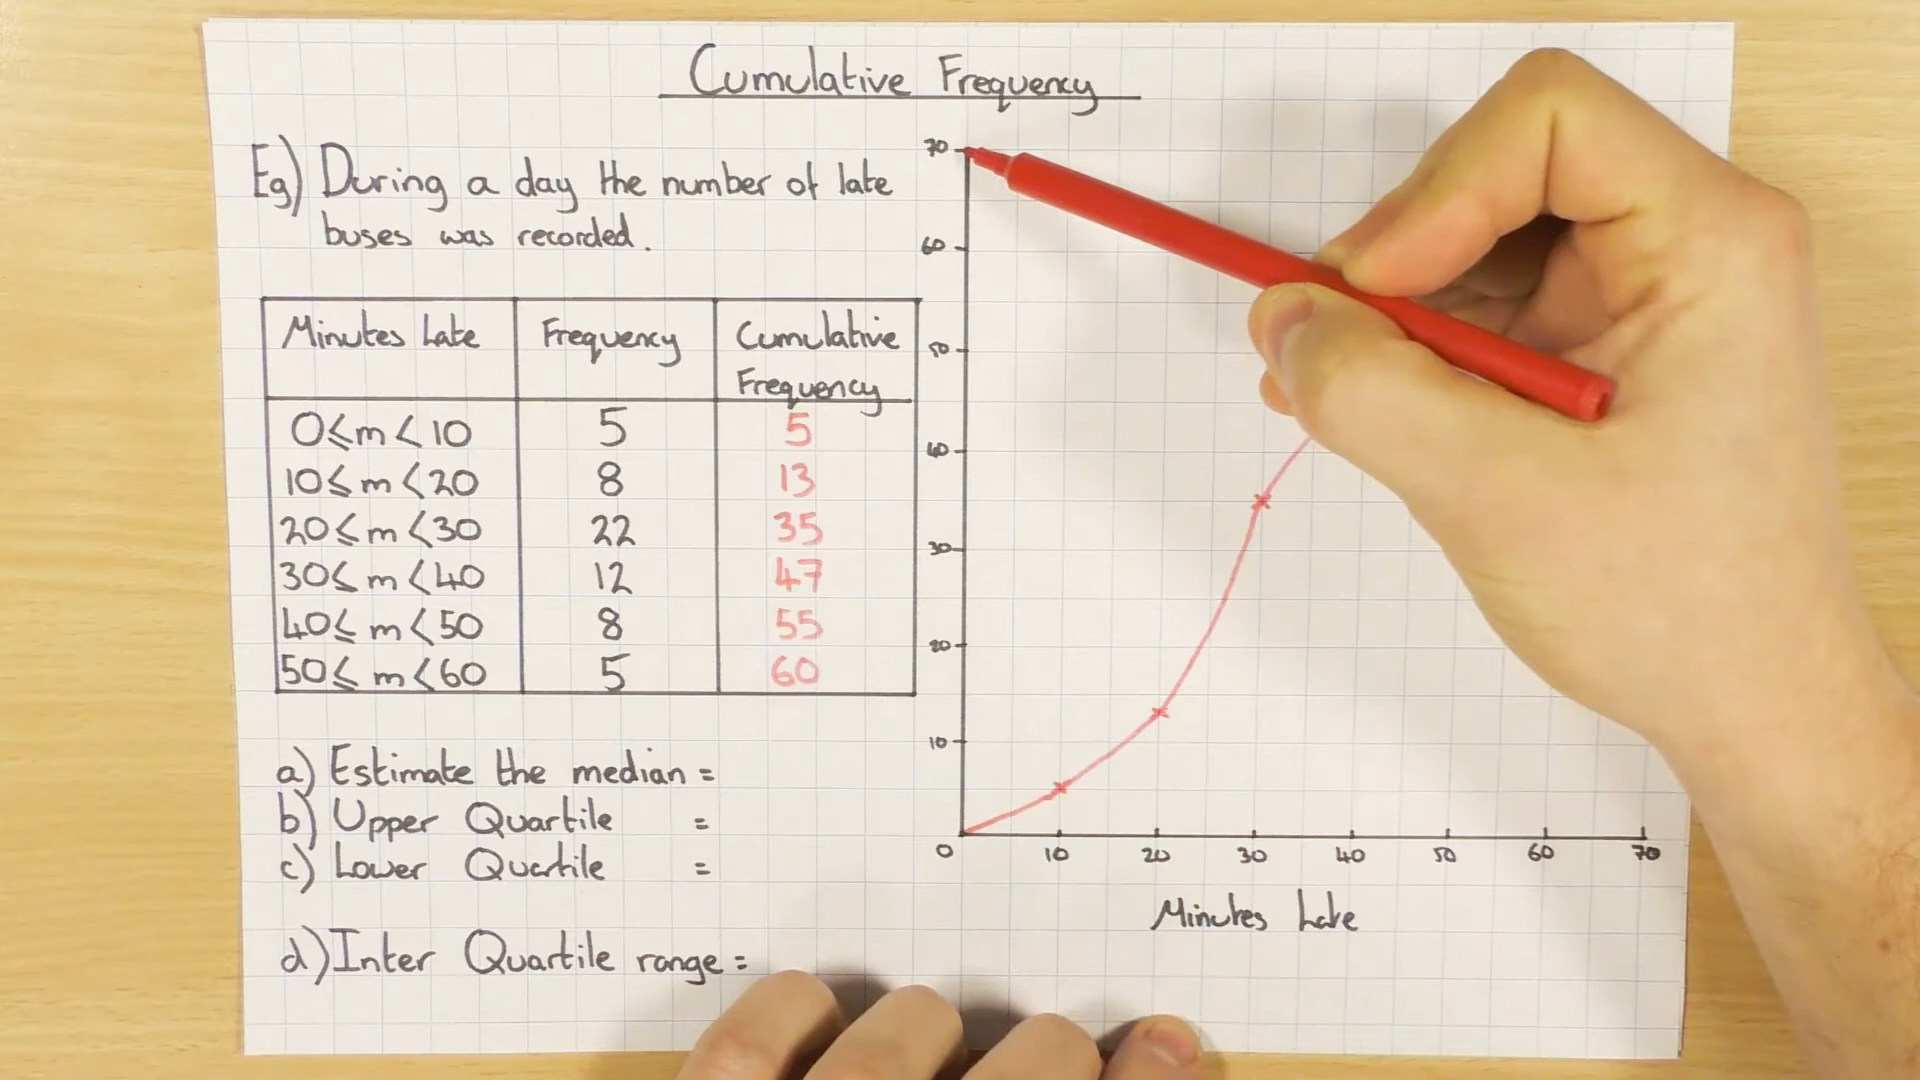 Cumulative Frequency
Eg) During a day the number of late
buses was recorded.
Minutes Late Frequency Cumulative
Frequency
0≤m<10 5 5
10≤m<20 8 13
20≤m<30 22 35
30≤m<40 12 47
40≤m<50 8 55
50≤m<60 5 60
a) Estimate the median =
b) Upper Quartile =
c) Lower Quartile =
d) Inter Quartile range =
70
60
50
40
30
20
10
0 10 20 30 40 50 60 70
Minutes Late